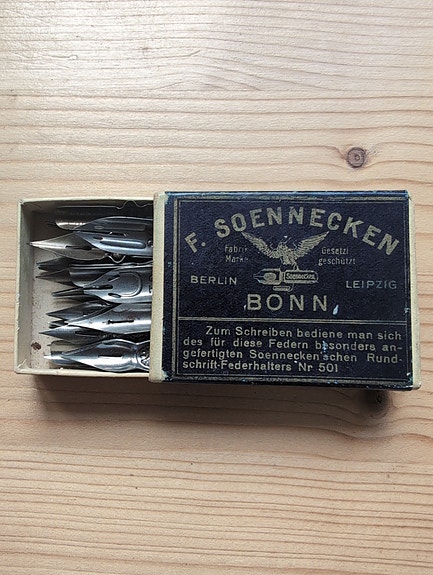 F. SOENNECKEN
Fabrik Gesetzl
Marke geschützt
Soennecken
BERLIN LEIPZIG
BONN
Zum Schreiben bediene man sich
des für diese Federn besonders an-
gefertigten Soennecken'schen Rund-
schrift-Federhalters Nr 501